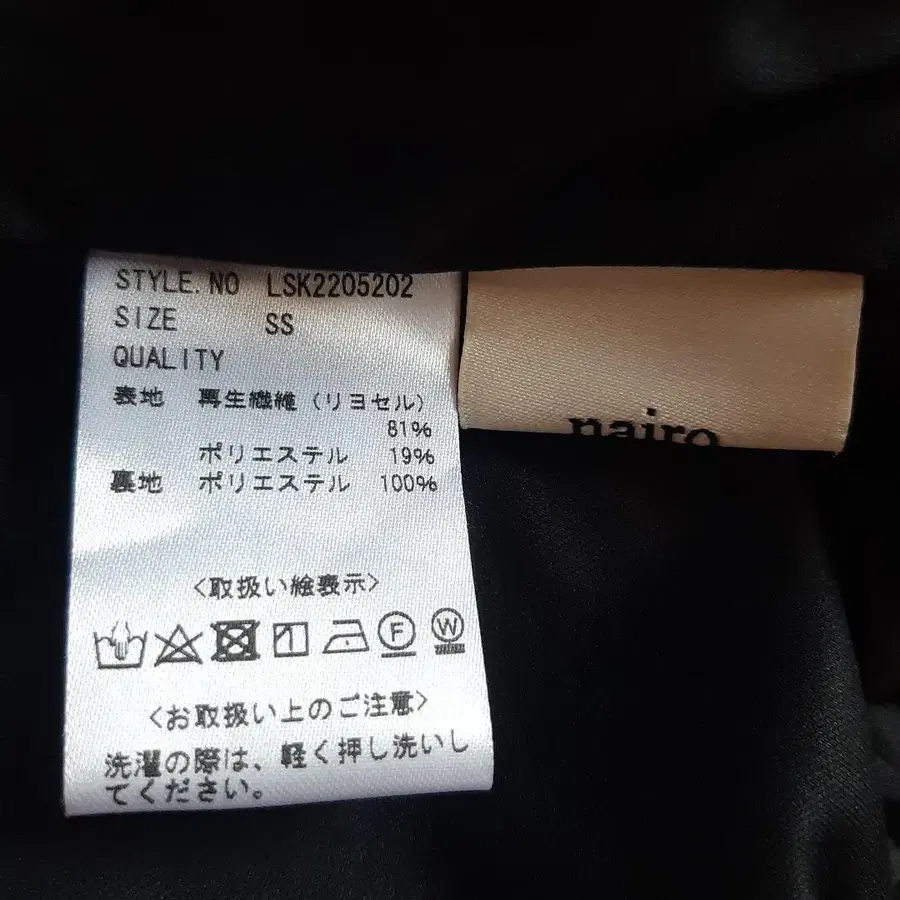 STYLE.NO LSK2205202
SIZE SS
QUALITY
表地 再生繊維 (リヨセル)
81%
ポリエステル 19%
裏地 ポリエステル 100%
<取扱い絵表示>
F
W
<お取扱い上のご注意>
洗濯の際は、軽く押し洗いし
てください。
nairo